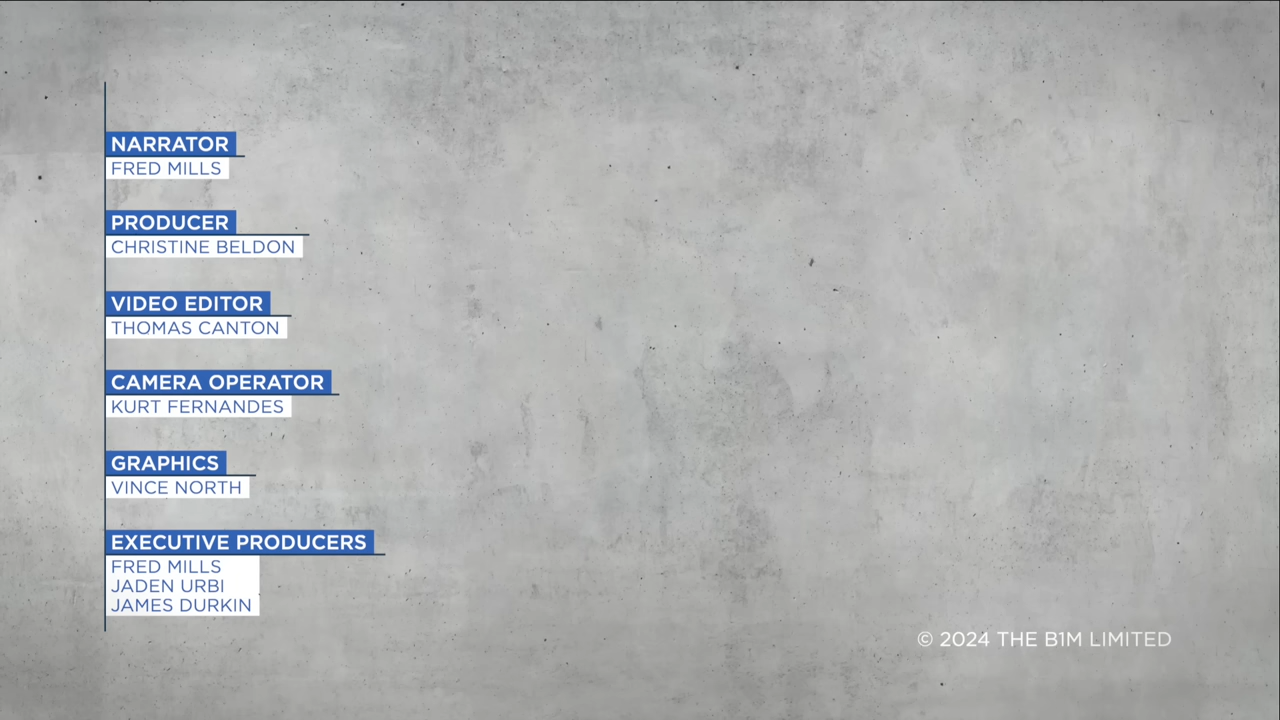 NARRATOR
FRED MILLS
PRODUCER
CHRISTINE BELDON
VIDEO EDITOR
THOMAS CANTON
CAMERA OPERATOR
KURT FERNANDES
GRAPHICS
VINCE NORTH
EXECUTIVE PRODUCERS
FRED MILLS
JADEN URBI
JAMES DURKIN
© 2024 THE B1M LIMITED